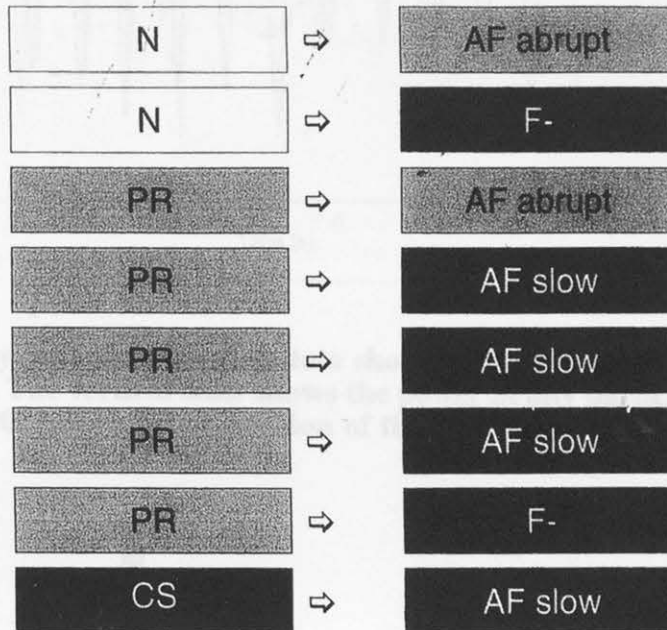 N ⇨ AF abrupt
N ⇨ F-
PR ⇨ AF abrupt
PR ⇨ AF slow
PR ⇨ AF slow
PR ⇨ AF slow
PR ⇨ F-
CS ⇨ AF slow